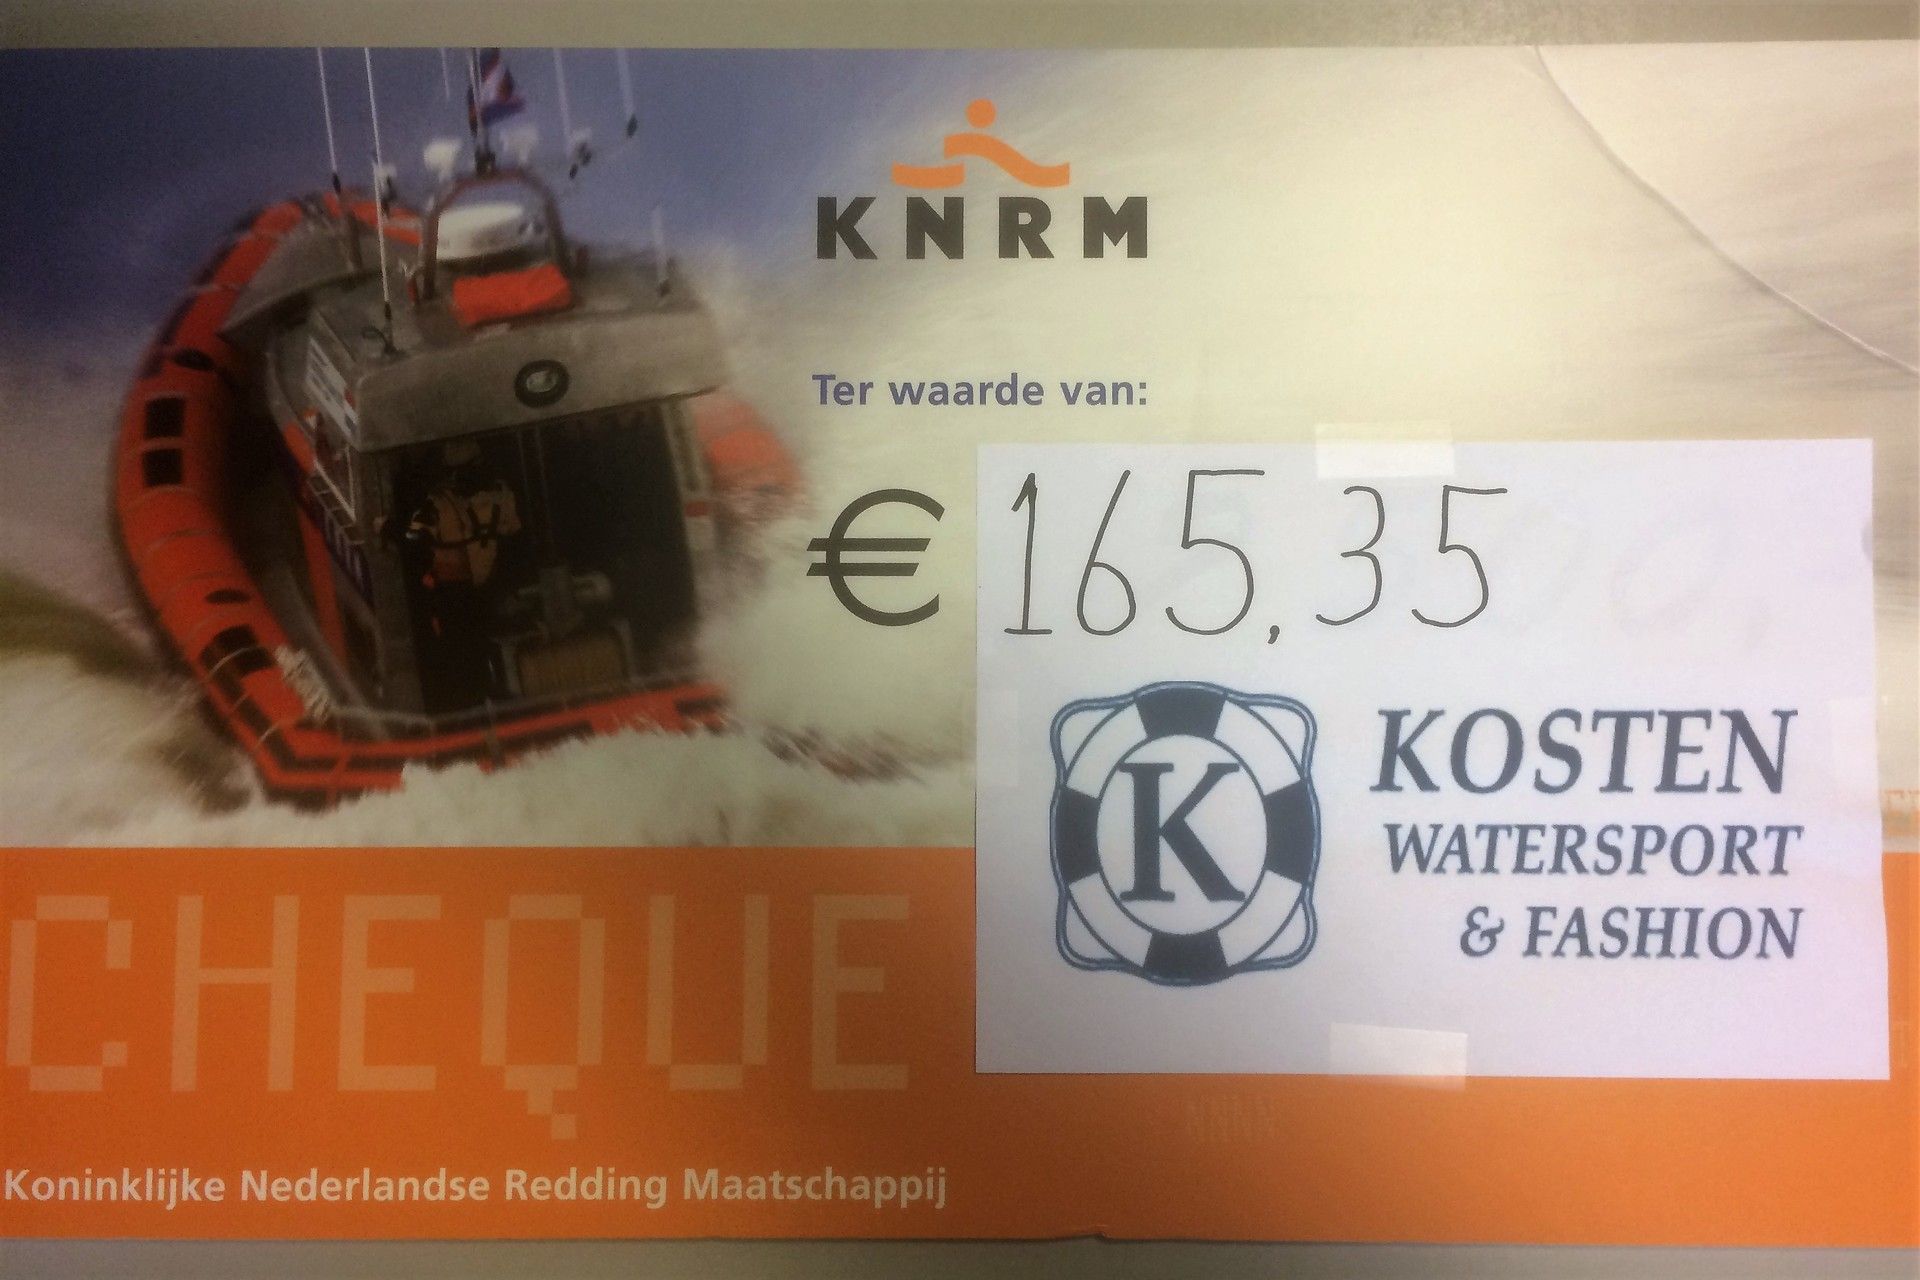 KNRM
Ter waarde van:
€ 165,35
K
KOSTEN
WATERSPORT
& FASHION
CHEQUE
Koninklijke Nederlandse Redding Maatschappij